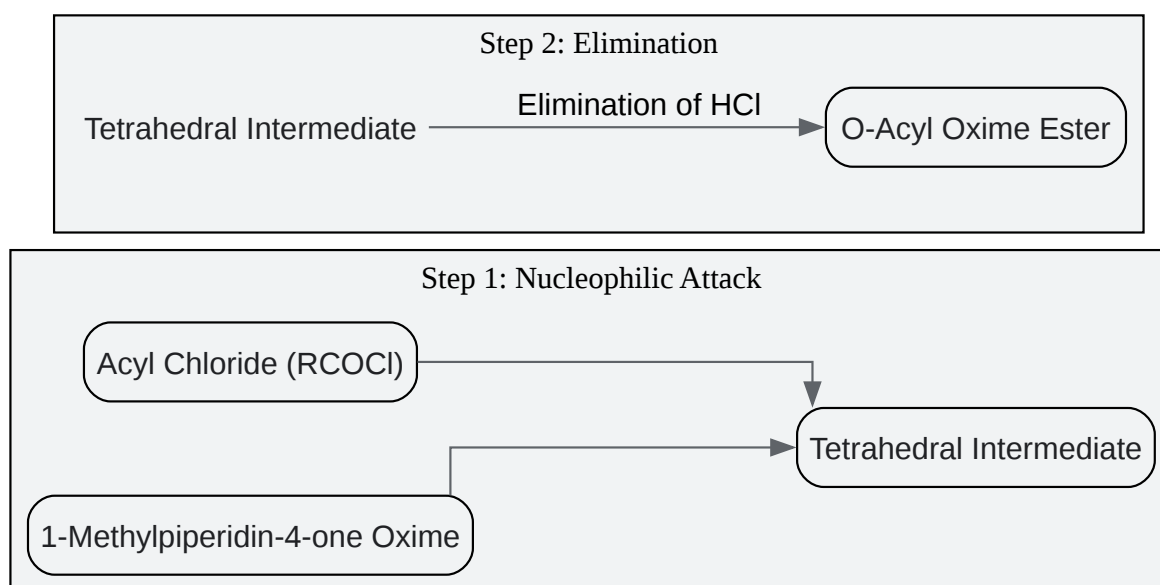 Step 2: Elimination
Elimination of HCl
Tetrahedral Intermediate
O-Acyl Oxime Ester
Step 1: Nucleophilic Attack
Acyl Chloride (RCOCl)
Tetrahedral Intermediate
1-Methylpiperidin-4-one Oxime